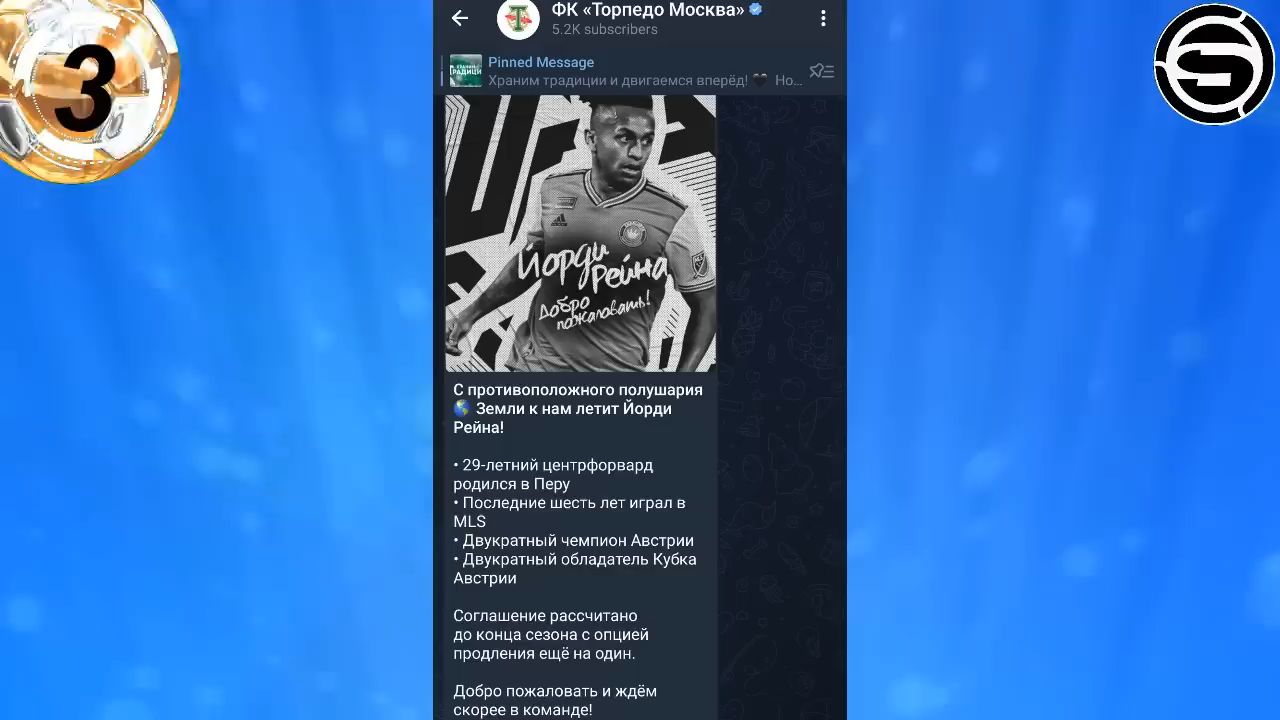 3
ФК «Торпедо Москва»
5.2K subscribers
Pinned Message
Храним традиции и двигаемся вперёд! 🖤 Но...
Йорди
Рейна
Добро
пожаловать!
С противоположного полушария
🌎 Земли к нам летит Йорди
Рейна!
• 29-летний центрфорвард
родился в Перу
• Последние шесть лет играл в
MLS
• Двукратный чемпион Австрии
• Двукратный обладатель Кубка
Австрии
Соглашение рассчитано
до конца сезона с опцией
продления ещё на один.
Добро пожаловать и ждём
скорее в команде!